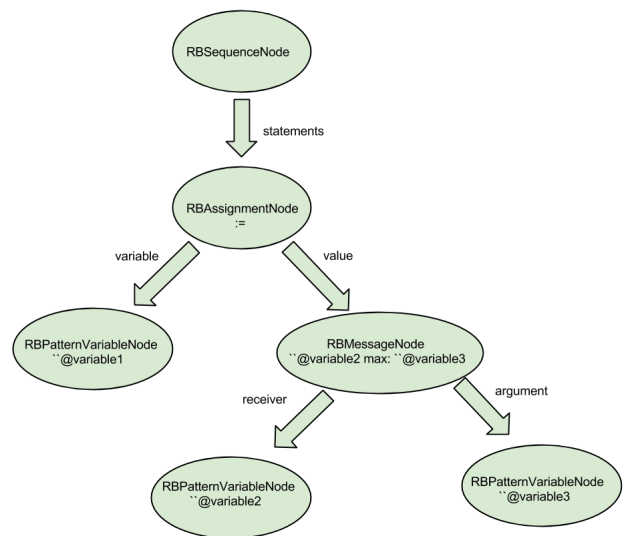 RBSequenceNode
statements
RBAssignmentNode
:=
variable
value
RBPatternVariableNode
``@variable1
RBMessageNode
``@variable2 max: ``@variable3
receiver
argument
RBPatternVariableNode
``@variable2
RBPatternVariableNode
``@variable3